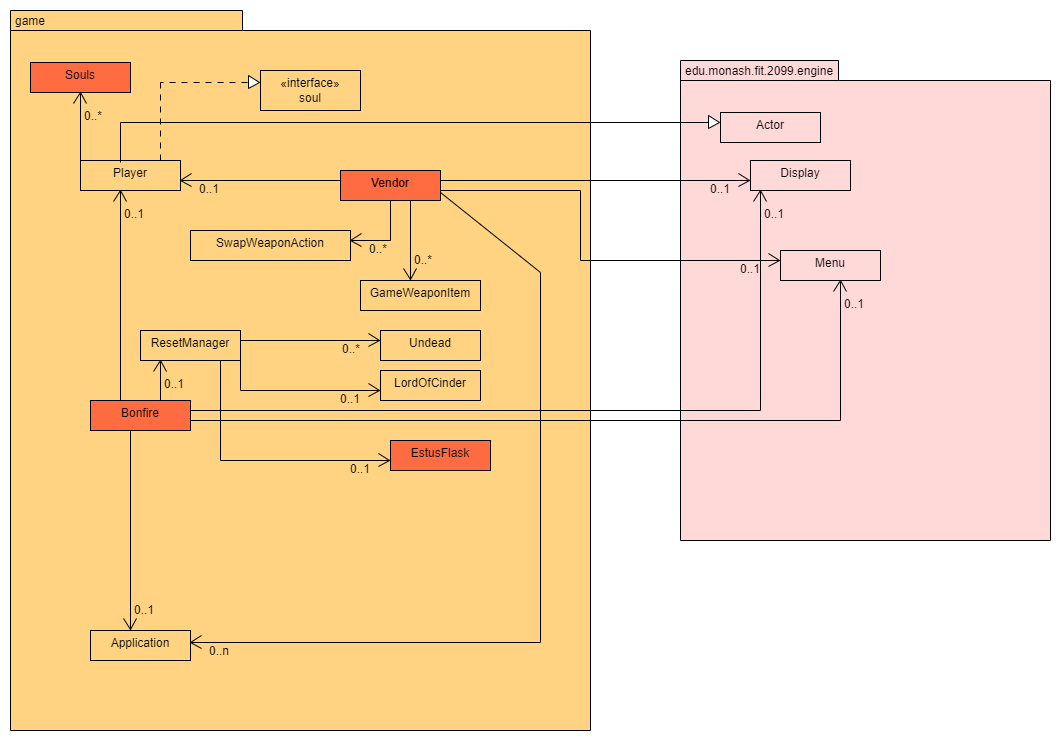 game
Souls
«interface»
soul
edu.monash.fit.2099.engine
0..*
Actor
Player
0..1
Vendor
0..1
Display
0..1
0..1
SwapWeaponAction
0..*
0..*
0..1
Menu
GameWeaponItem
0..1
ResetManager
0..*
Undead
0..1
LordOfCinder
0..1
Bonfire
EstusFlask
0..1
0..1
Application
0..n